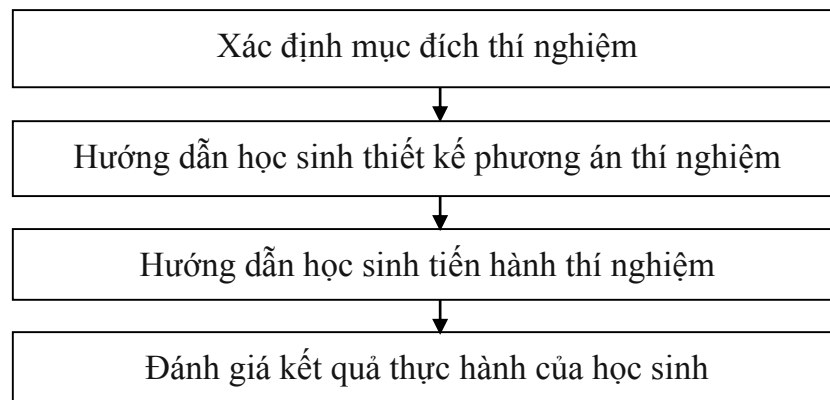 Xác định mục đích thí nghiệm
Hướng dẫn học sinh thiết kế phương án thí nghiệm
Hướng dẫn học sinh tiến hành thí nghiệm
Đánh giá kết quả thực hành của học sinh